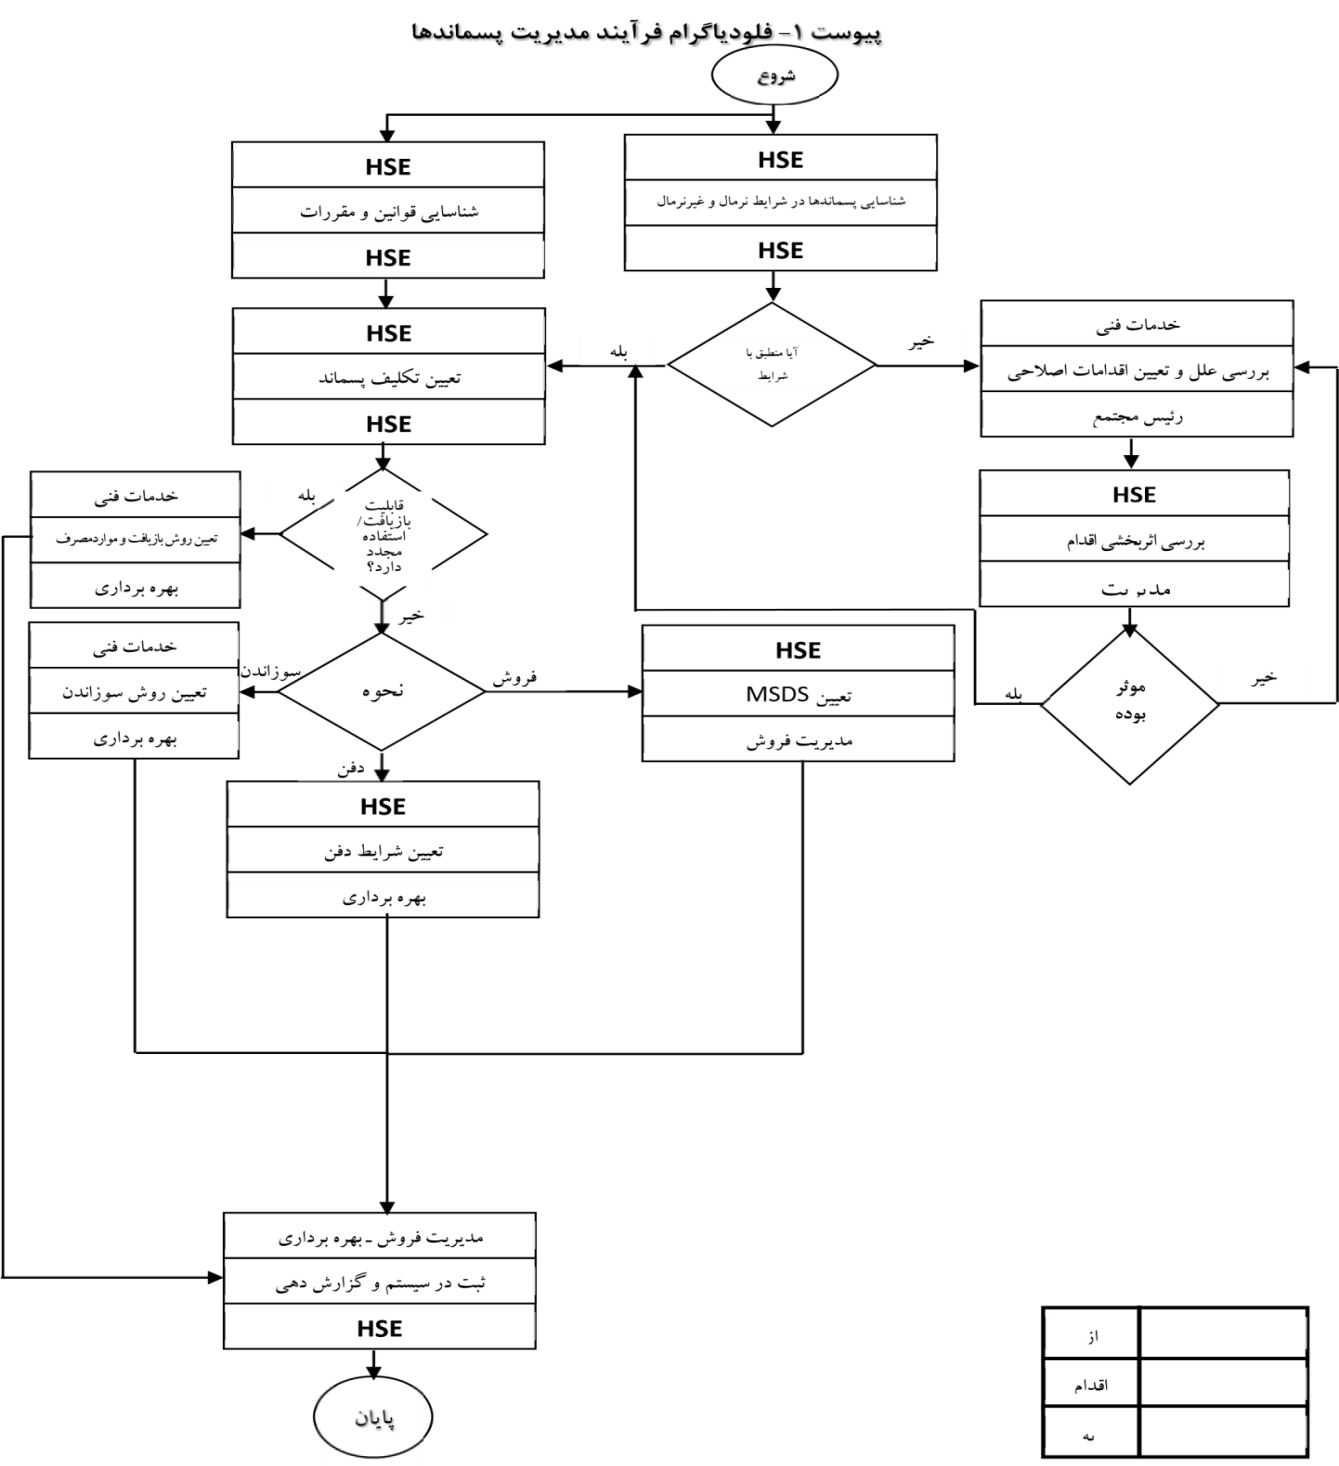 پیوست ۱- فلودیاگرام فرآیند مدیریت پسماندها
شروع
HSE
شناسایی پسماندها در شرایط نرمال و غیرنرمال
HSE
HSE
شناسایی قوانین و مقررات
HSE
آیا منطبق با
شرایط
خیر
بله
خدمات فنی
بررسی علل و تعیین اقدامات اصلاحی
رئیس مجتمع
HSE
تعیین تکلیف پسماند
HSE
HSE
بررسی اثربخشی اقدام
مدیریت
قابلیت
بازیافت/
استفاده
مجدد
دارد؟
بله
خیر
خدمات فنی
تعیین روش بازیافت و مواردمصرف
بهره برداری
موثر
بوده
خیر
بله
نحوه
فروش
سوزاندن
دفن
HSE
تعیین MSDS
مدیریت فروش
خدمات فنی
تعیین روش سوزاندن
بهره برداری
HSE
تعیین شرایط دفن
بهره برداری
مدیریت فروش - بهره برداری
ثبت در سیستم و گزارش دهی
HSE
پایان
از
اقدام
به